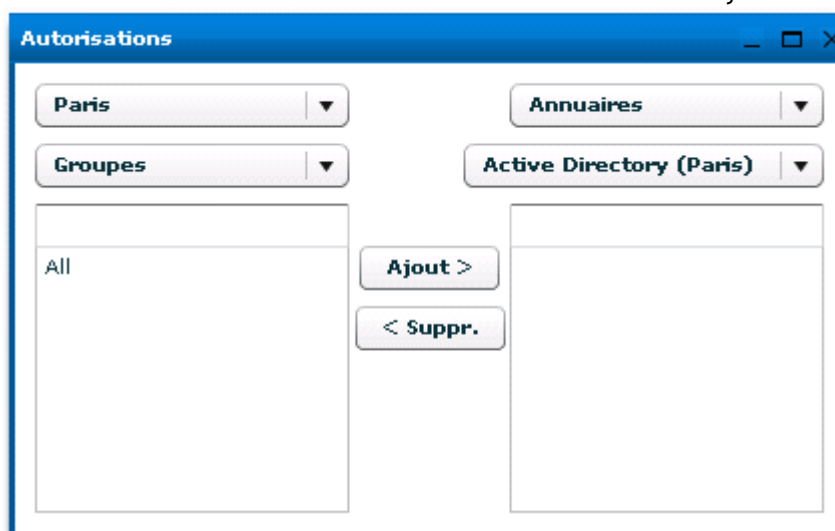 Autorisations
Paris
Annuaires
Groupes
Active Directory (Paris)
All
Ajout >
< Suppr.